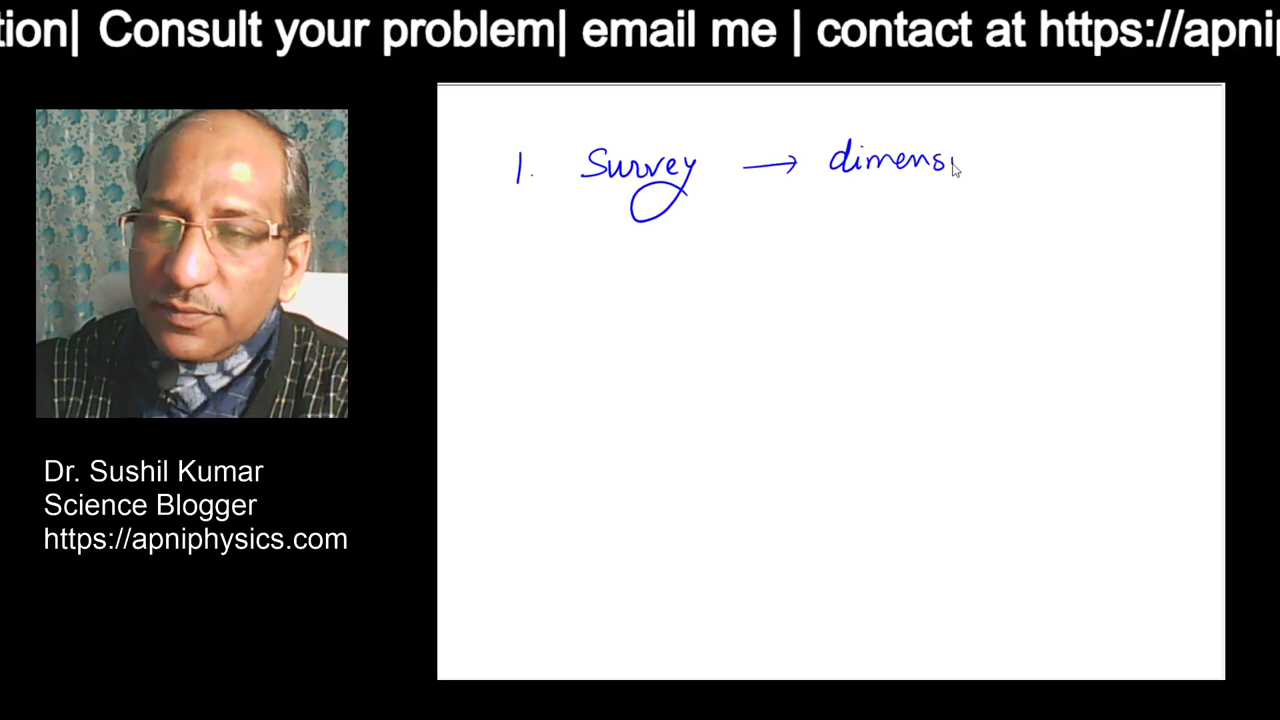 tion| Consult your problem| email me | contact at https://apnip
1. Survey → dimens
Dr. Sushil Kumar
Science Blogger
https://apniphysics.com